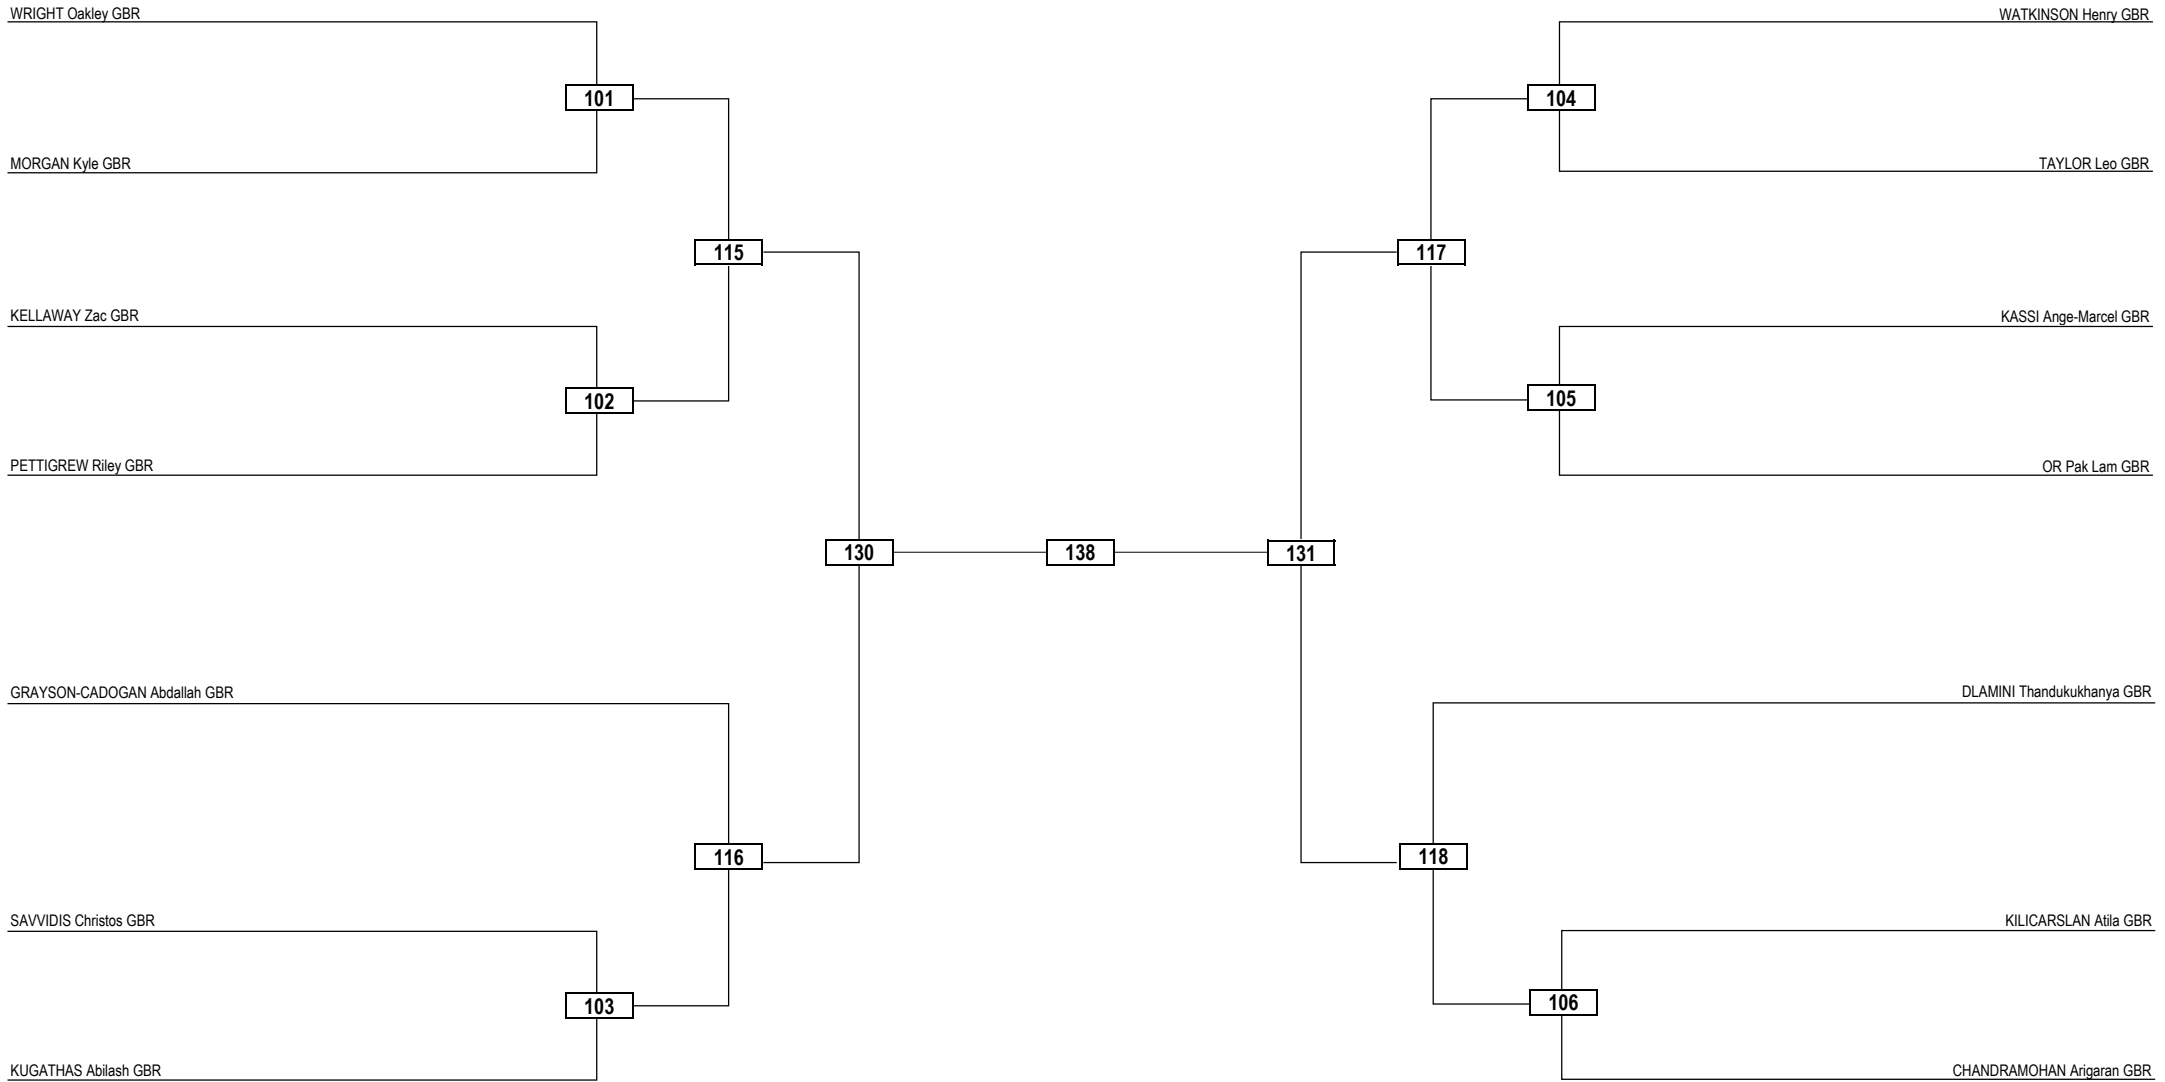 WRIGHT Oakley GBR
WATKINSON Henry GBR
101
104
MORGAN Kyle GBR
TAYLOR Leo GBR
115
117
KELLAWAY Zac GBR
KASSI Ange-Marcel GBR
102
105
PETTIGREW Riley GBR
OR Pak Lam GBR
130
138
131
GRAYSON-CADOGAN Abdallah GBR
DLAMINI Thandukukhanya GBR
116
118
SAVVIDIS Christos GBR
KILICARSLAN Atila GBR
103
106
KUGATHAS Abilash GBR
CHANDRAMOHAN Arigaran GBR